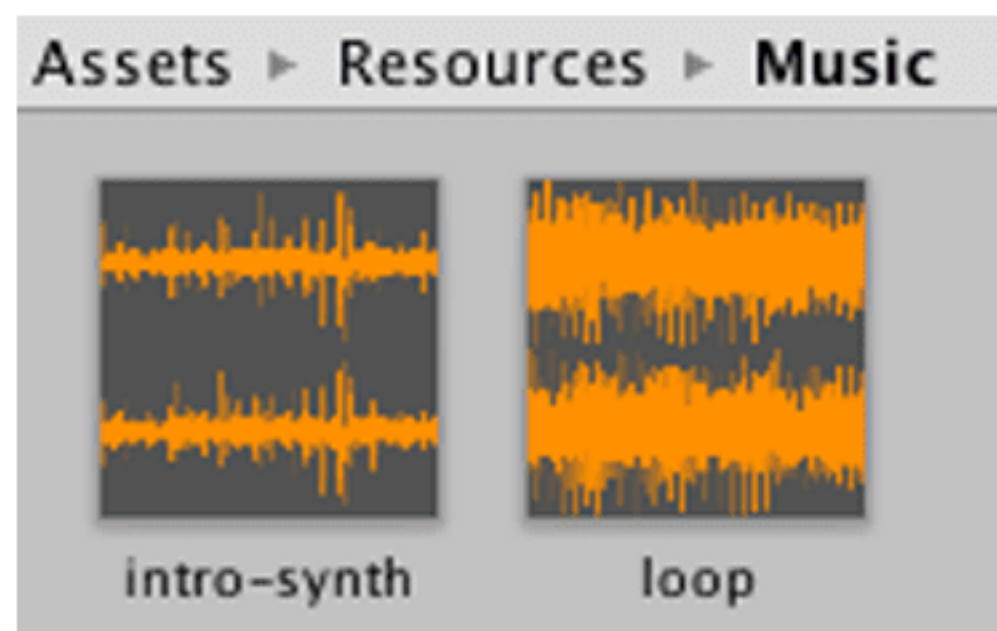 Assets ▸ Resources ▸ Music
intro-synth
loop